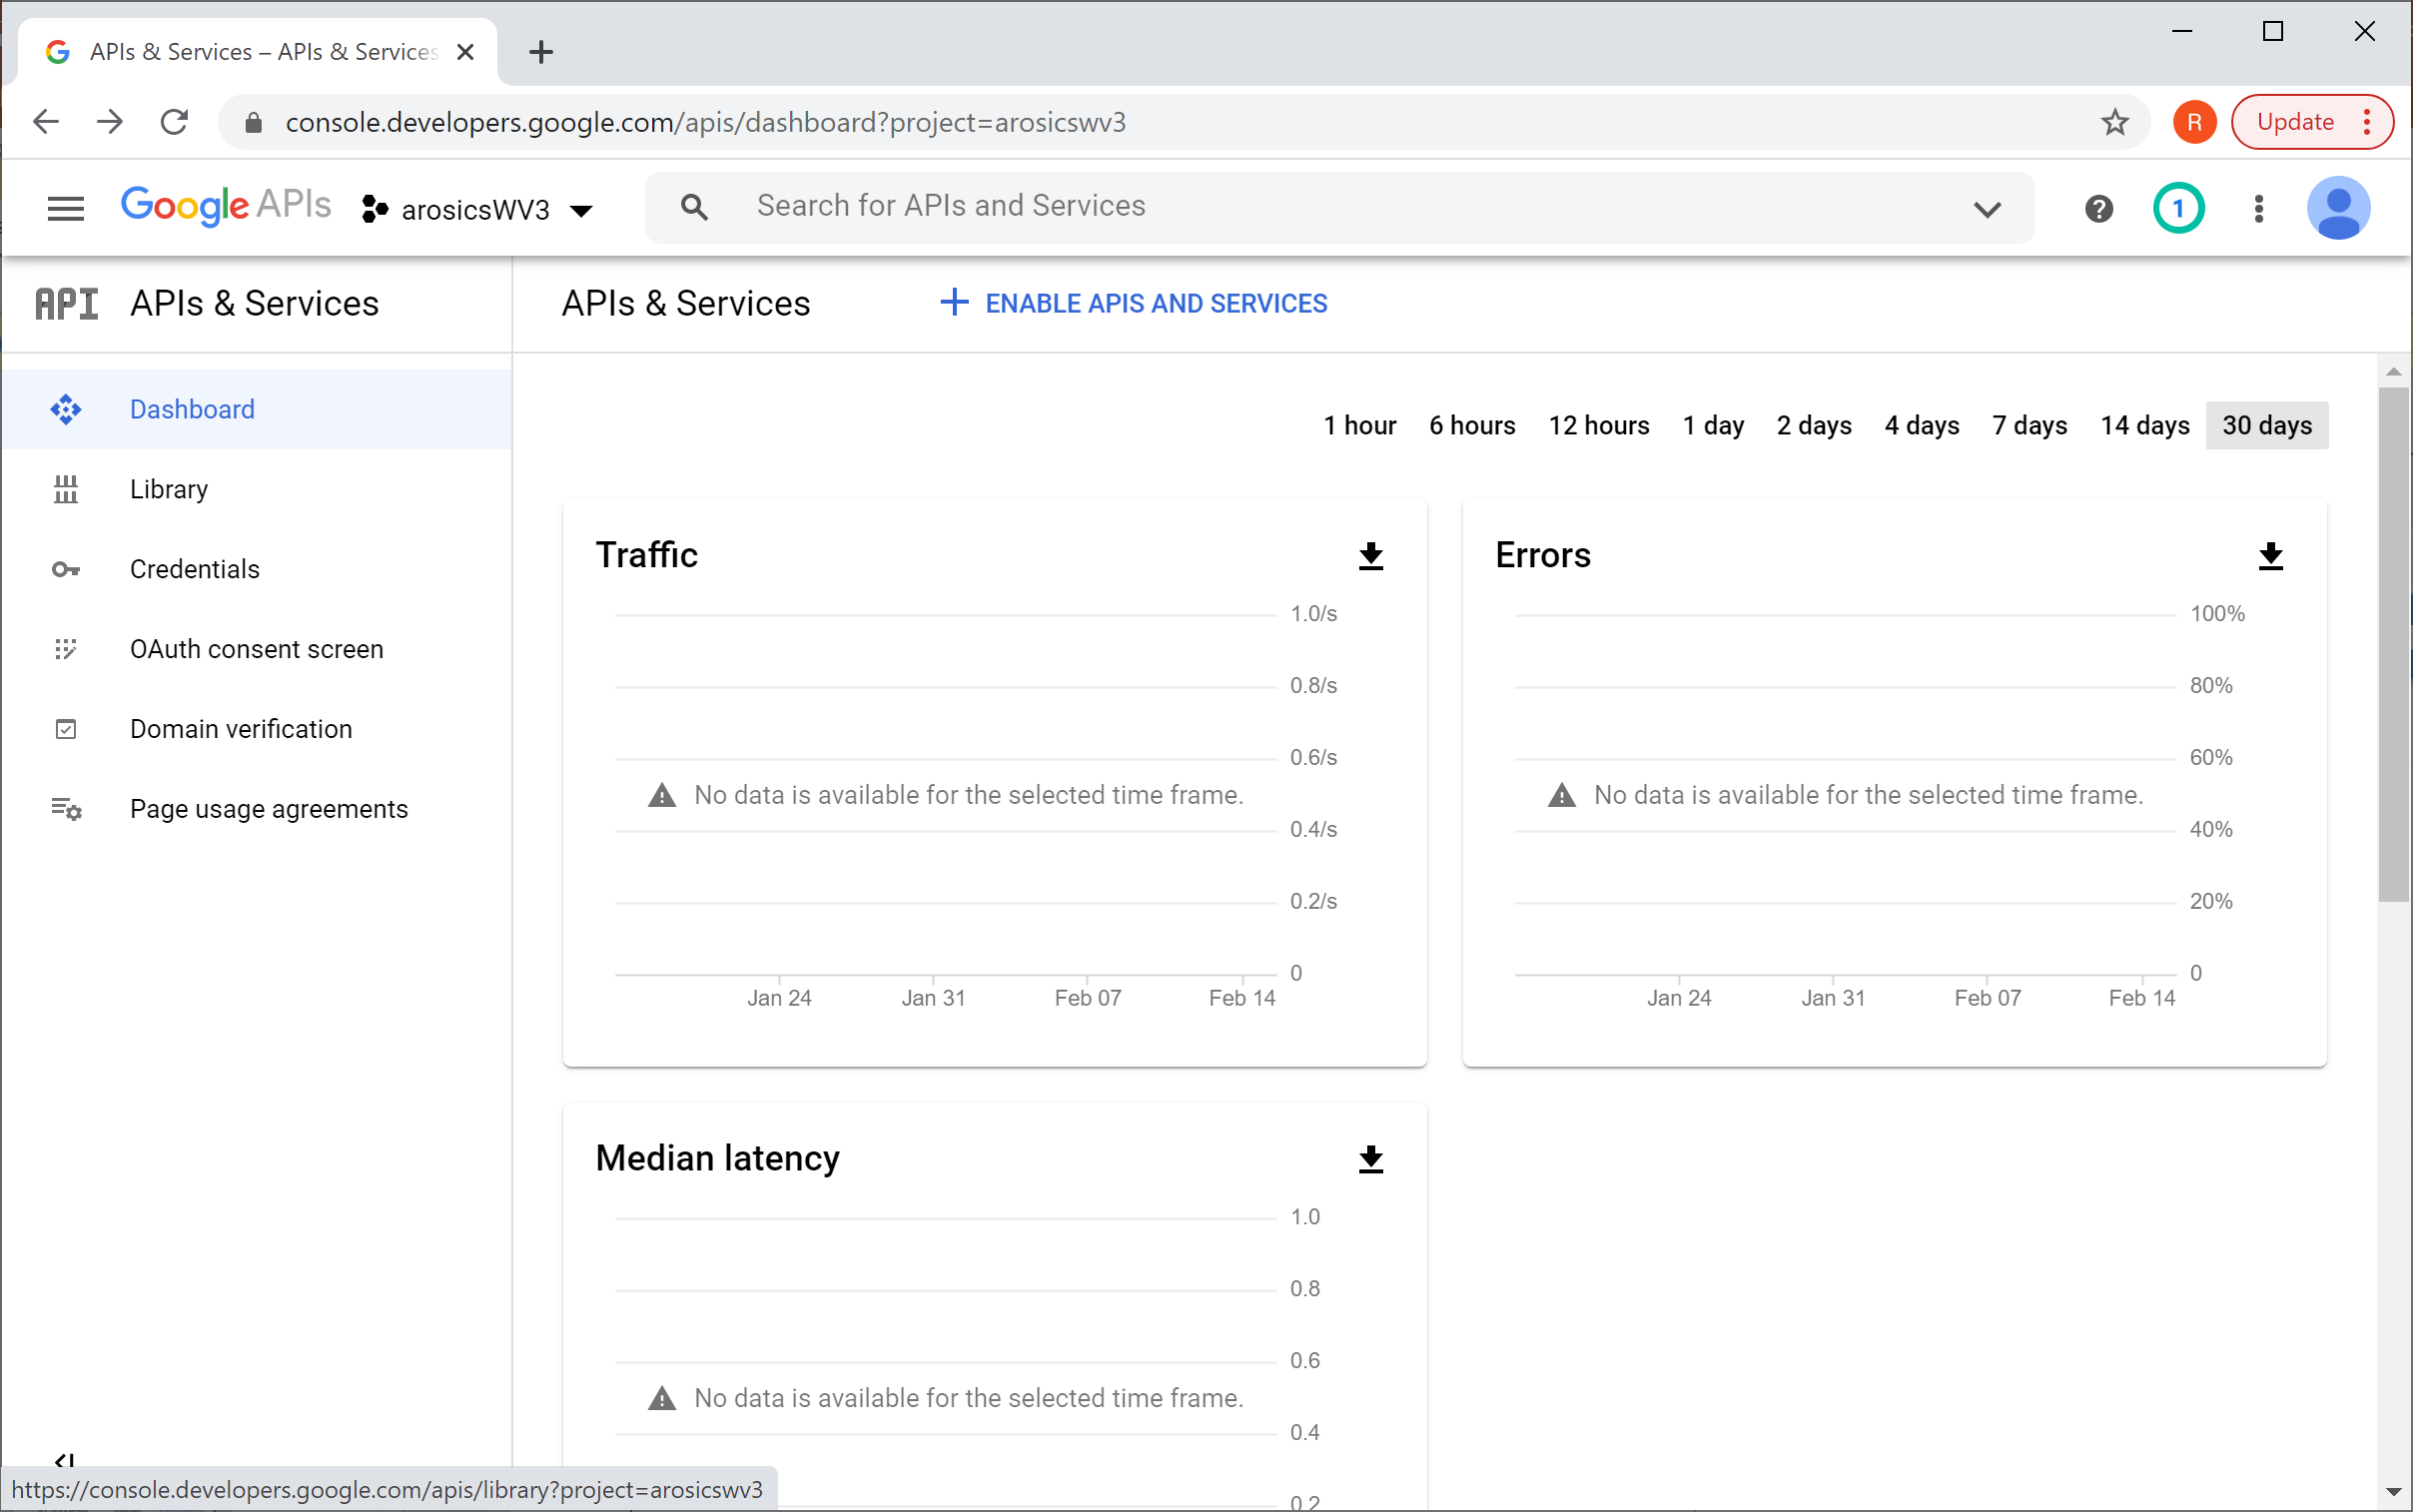 APIs & Services – APIs & Services
console.developers.google.com/apis/dashboard?project=arosicswv3
R
Update
Google APIs
arosicsWV3
Search for APIs and Services
1
API
APIs & Services
APIs & Services
ENABLE APIS AND SERVICES
Dashboard
Library
Credentials
OAuth consent screen
Domain verification
Page usage agreements
1 hour 6 hours 12 hours 1 day 2 days 4 days 7 days 14 days 30 days
Traffic
1.0/s
0.8/s
0.6/s
No data is available for the selected time frame.
0.4/s
0.2/s
0
Jan 24 Jan 31 Feb 07 Feb 14
Errors
100%
80%
60%
No data is available for the selected time frame.
40%
20%
0
Jan 24 Jan 31 Feb 07 Feb 14
Median latency
1.0
0.8
0.6
No data is available for the selected time frame.
0.4
0.2
https://console.developers.google.com/apis/library?project=arosicswv3